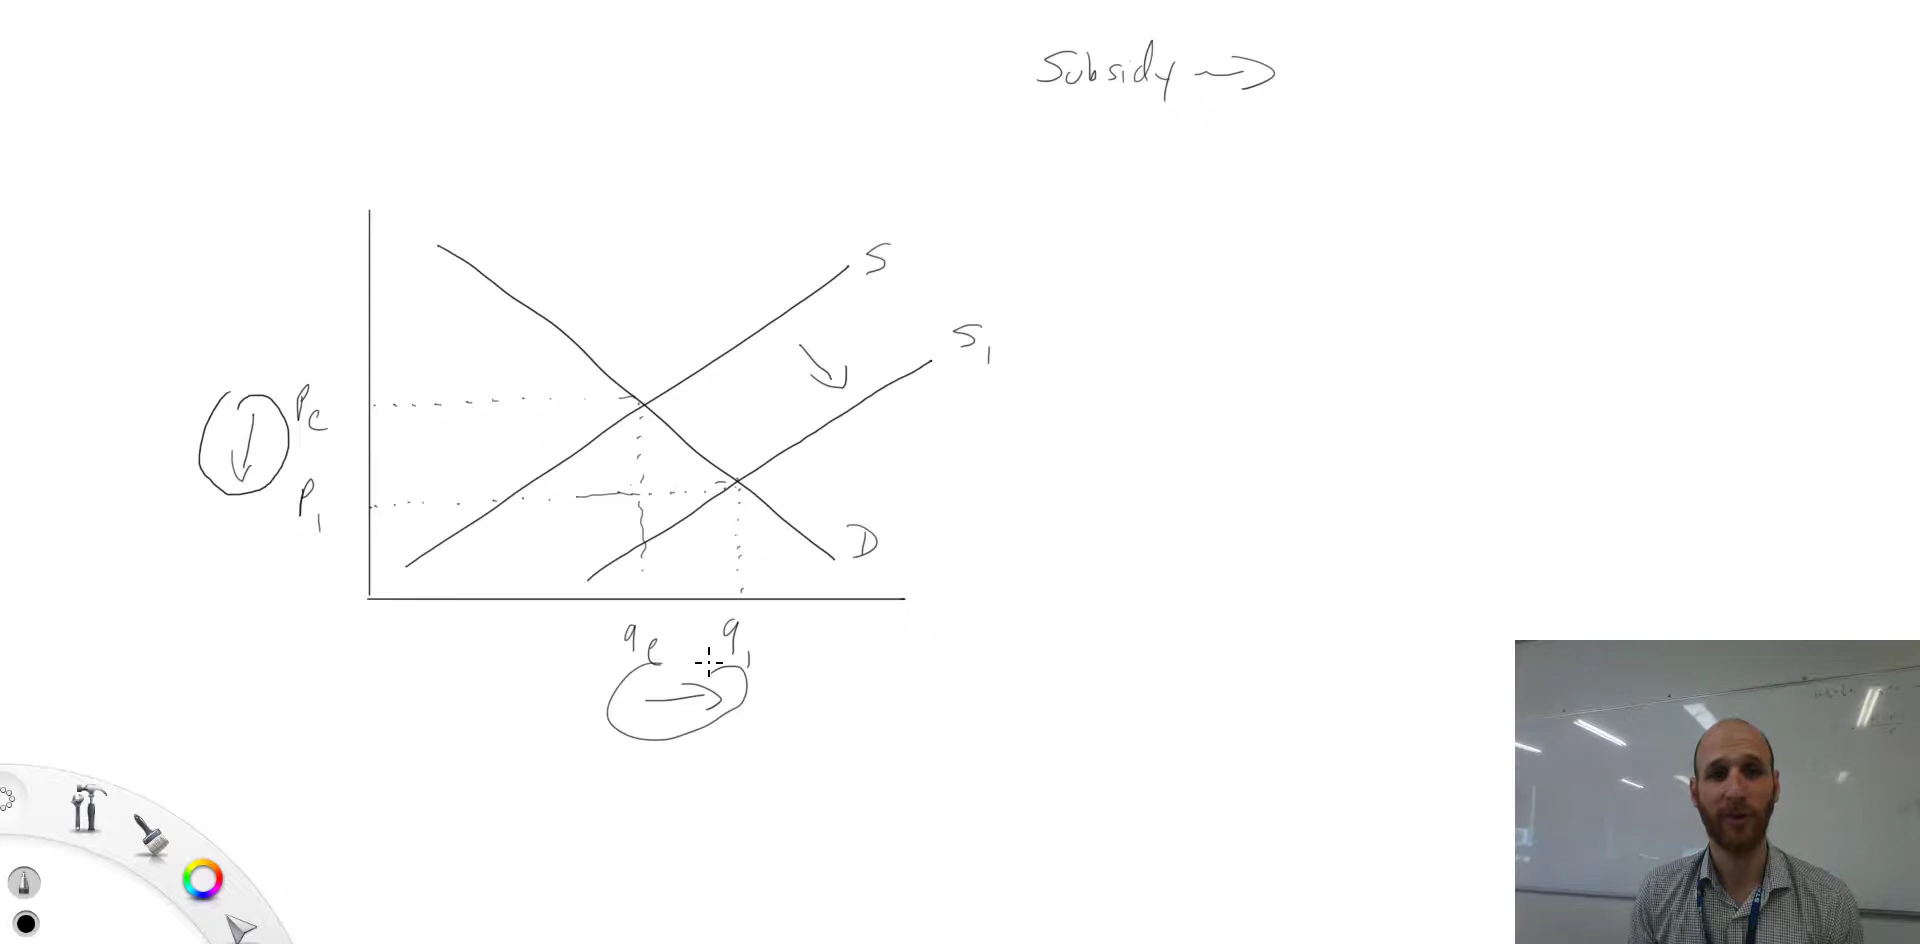 Subsidy →
S
S1
Pe
P1
D
qe q1